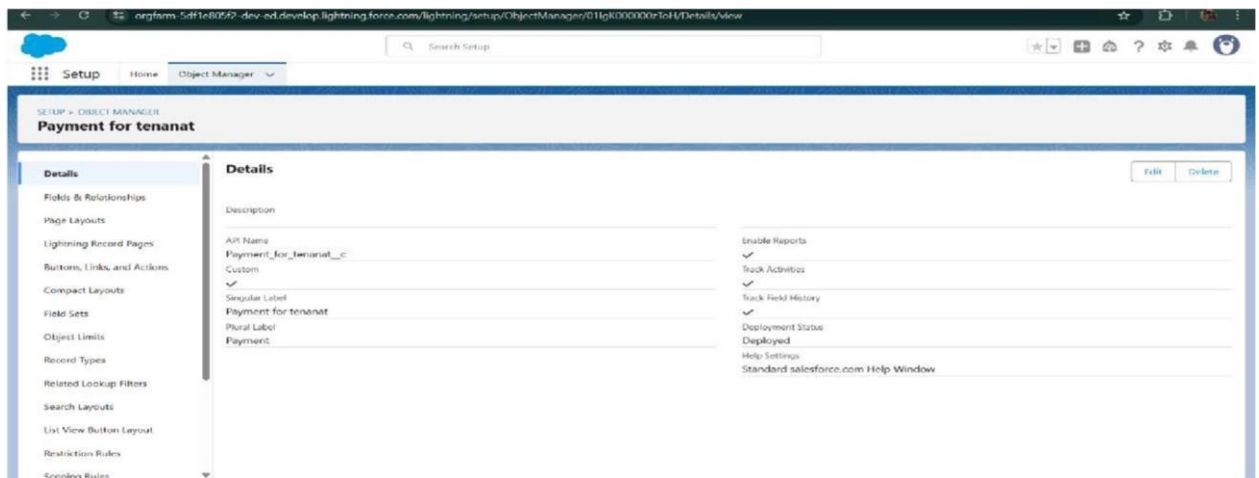 orgfarm-5df1e805f2-dev-ed.develop.lightning.force.com/lightning/setup/ObjectManager/01IgK000000zToH/Details/view
Search Setup
Setup Home Object Manager
SETUP > OBJECT MANAGER
Payment for tenanat
Details
Fields & Relationships
Page Layouts
Lightning Record Pages
Buttons, Links, and Actions
Compact Layouts
Field Sets
Object Limits
Record Types
Related Lookup Filters
Search Layouts
List View Button Layout
Restriction Rules
Scoping Rules
Details
Edit Delete
Description
API Name
Payment_for_tenanat__c
Custom
Singular Label
Payment for tenanat
Plural Label
Payment
Enable Reports
Track Activities
Track Field History
Deployment Status
Deployed
Help Settings
Standard salesforce.com Help Window